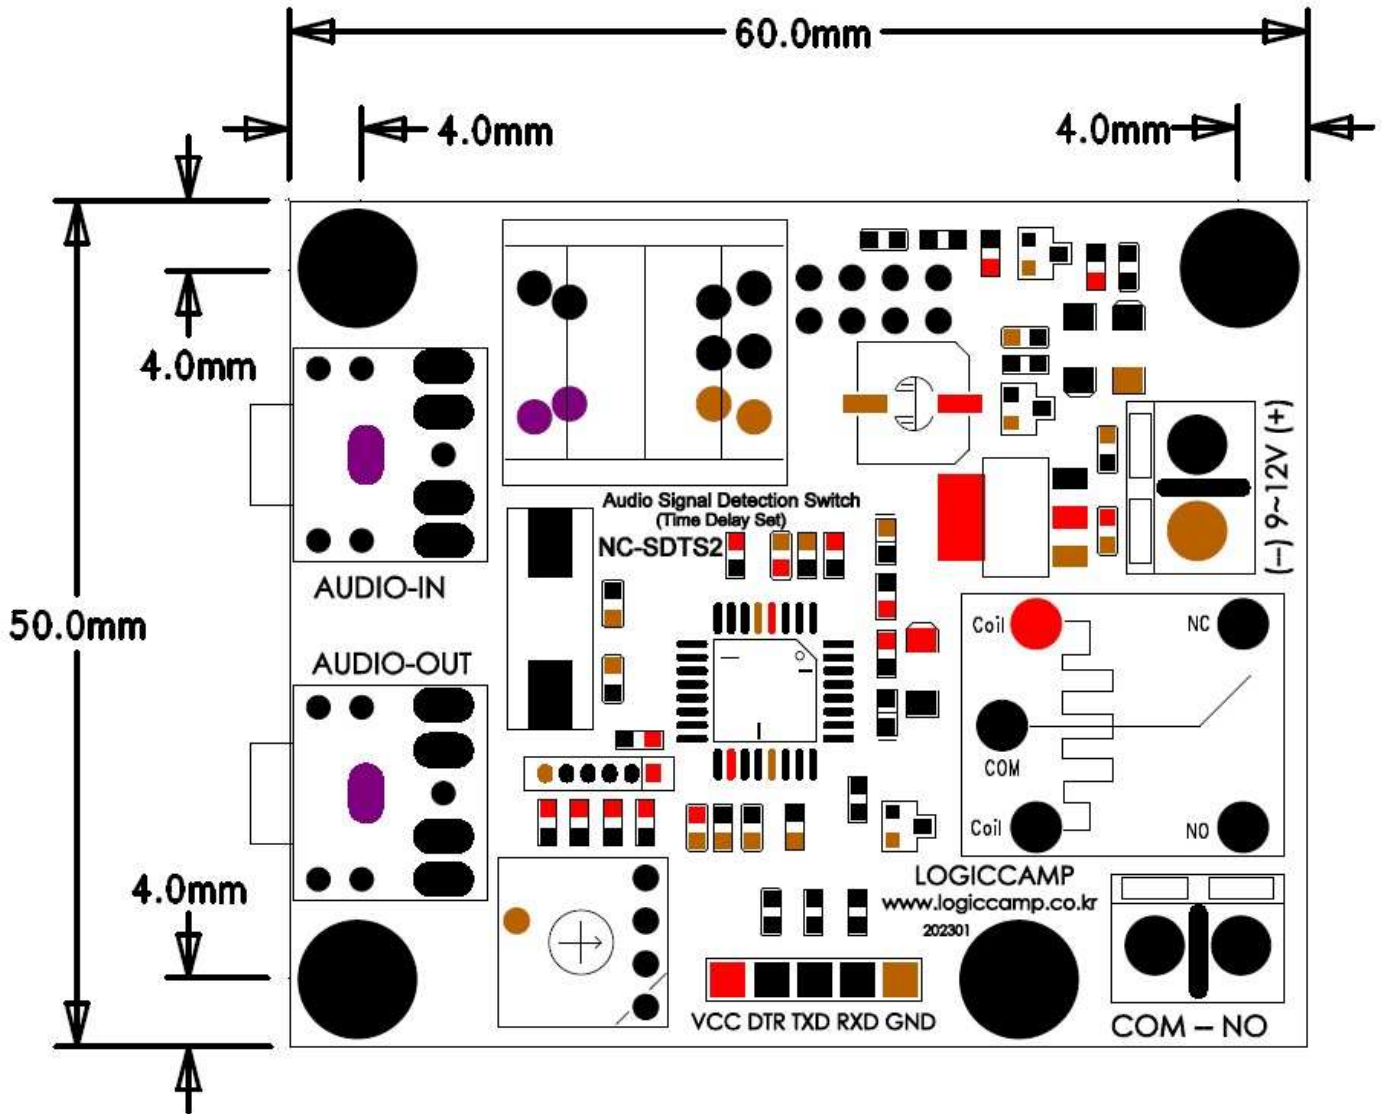 60.0mm
4.0mm
4.0mm
4.0mm
(−) 9~12V (+)
Audio Signal Detection Switch
(Time Delay Set)
NC-SDTS2
AUDIO-IN
50.0mm
Coil
NC
AUDIO-OUT
COM
Coil
NO
4.0mm
LOGICCAMP
www.logiccamp.co.kr
202301
VCC DTR TXD RXD GND
COM – NO